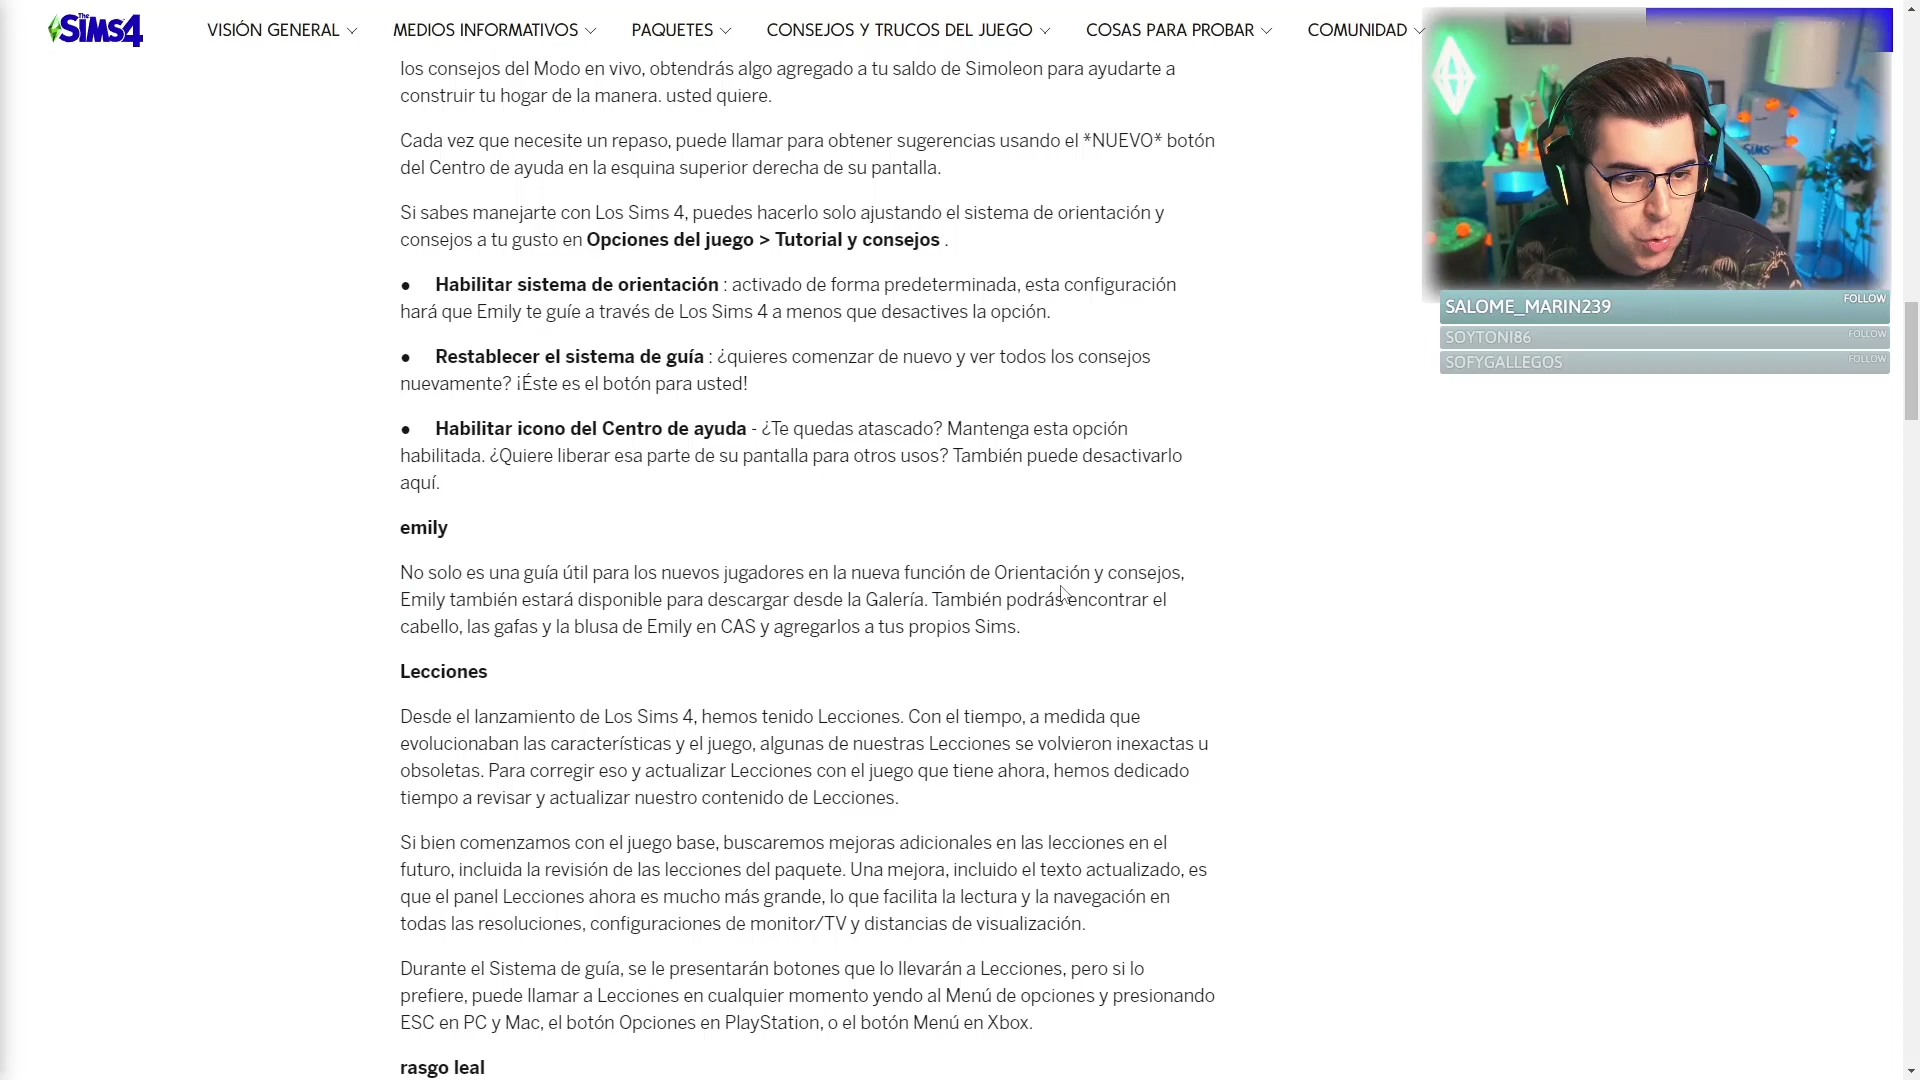 The SIMS 4
VISIÓN GENERAL
MEDIOS INFORMATIVOS
PAQUETES
CONSEJOS Y TRUCOS DEL JUEGO
COSAS PARA PROBAR
COMUNIDAD
los consejos del Modo en vivo, obtendrás algo agregado a tu saldo de Simoleon para ayudarte a
construir tu hogar de la manera. usted quiere.
Cada vez que necesite un repaso, puede llamar para obtener sugerencias usando el *NUEVO* botón
del Centro de ayuda en la esquina superior derecha de su pantalla.
Si sabes manejarte con Los Sims 4, puedes hacerlo solo ajustando el sistema de orientación y
consejos a tu gusto en Opciones del juego > Tutorial y consejos .
● Habilitar sistema de orientación : activado de forma predeterminada, esta configuración
hará que Emily te guíe a través de Los Sims 4 a menos que desactives la opción.
● Restablecer el sistema de guía : ¿quieres comenzar de nuevo y ver todos los consejos
nuevamente? ¡Éste es el botón para usted!
● Habilitar icono del Centro de ayuda - ¿Te quedas atascado? Mantenga esta opción
habilitada. ¿Quiere liberar esa parte de su pantalla para otros usos? También puede desactivarlo
aquí.
emily
No solo es una guía útil para los nuevos jugadores en la nueva función de Orientación y consejos,
Emily también estará disponible para descargar desde la Galería. También podrás encontrar el
cabello, las gafas y la blusa de Emily en CAS y agregarlos a tus propios Sims.
Lecciones
Desde el lanzamiento de Los Sims 4, hemos tenido Lecciones. Con el tiempo, a medida que
evolucionaban las características y el juego, algunas de nuestras Lecciones se volvieron inexactas u
obsoletas. Para corregir eso y actualizar Lecciones con el juego que tiene ahora, hemos dedicado
tiempo a revisar y actualizar nuestro contenido de Lecciones.
Si bien comenzamos con el juego base, buscaremos mejoras adicionales en las lecciones en el
futuro, incluida la revisión de las lecciones del paquete. Una mejora, incluido el texto actualizado, es
que el panel Lecciones ahora es mucho más grande, lo que facilita la lectura y la navegación en
todas las resoluciones, configuraciones de monitor/TV y distancias de visualización.
Durante el Sistema de guía, se le presentarán botones que lo llevarán a Lecciones, pero si lo
prefiere, puede llamar a Lecciones en cualquier momento yendo al Menú de opciones y presionando
ESC en PC y Mac, el botón Opciones en PlayStation, o el botón Menú en Xbox.
rasgo leal
SIMS
SALOME_MARIN239 FOLLOW
SOYTONI86 FOLLOW
SOFYGALLEGOS FOLLOW